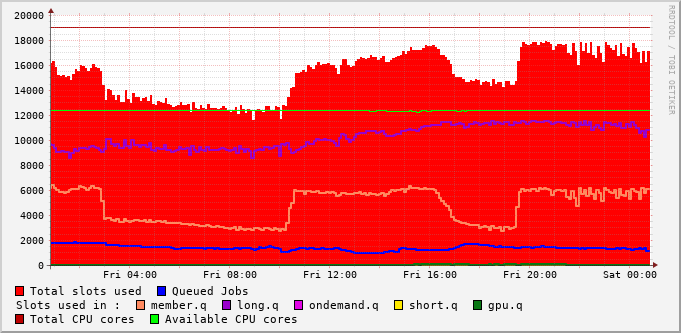 20000
18000
16000
14000
12000
10000
8000
6000
4000
2000
0
Fri 04:00 Fri 08:00 Fri 12:00 Fri 16:00 Fri 20:00 Sat 00:00
RRDTOOL / TOBI OETIKER
Total slots used Queued Jobs
Slots used in : member.q long.q ondemand.q short.q gpu.q
Total CPU cores Available CPU cores